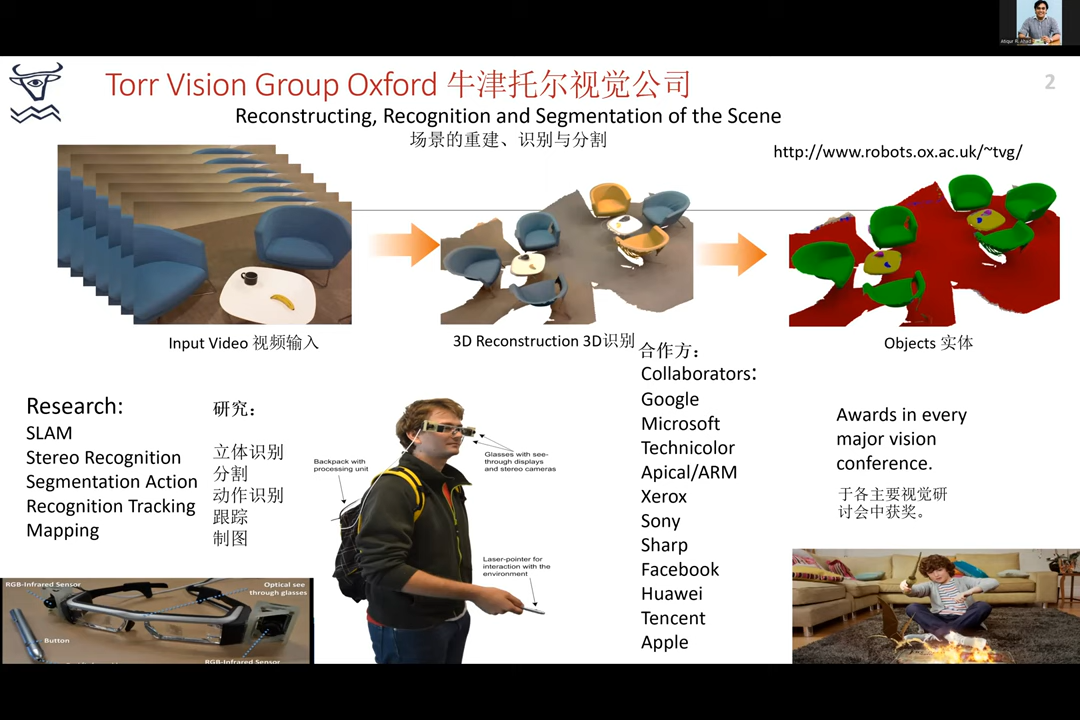 Atiqur R. Ahad
Torr Vision Group Oxford 牛津托尔视觉公司
2
Reconstructing, Recognition and Segmentation of the Scene
场景的重建、识别与分割
http://www.robots.ox.ac.uk/~tvg/
Input Video 视频输入
3D Reconstruction 3D识别
Objects 实体
Research:
SLAM
Stereo Recognition
Segmentation Action
Recognition Tracking
Mapping
研究：
立体识别
分割
动作识别
跟踪
制图
Backpack with
processing unit
Glasses with see-
through displays
and stereo cameras
Laser-pointer for
interaction with the
environment
合作方：
Collaborators:
Google
Microsoft
Technicolor
Apical/ARM
Xerox
Sony
Sharp
Facebook
Huawei
Tencent
Apple
Awards in every
major vision
conference.
于各主要视觉研
讨会中获奖。
RGB-Infrared Sensor
Optical see
through glasses
Button
RGB-Infrared Sensor